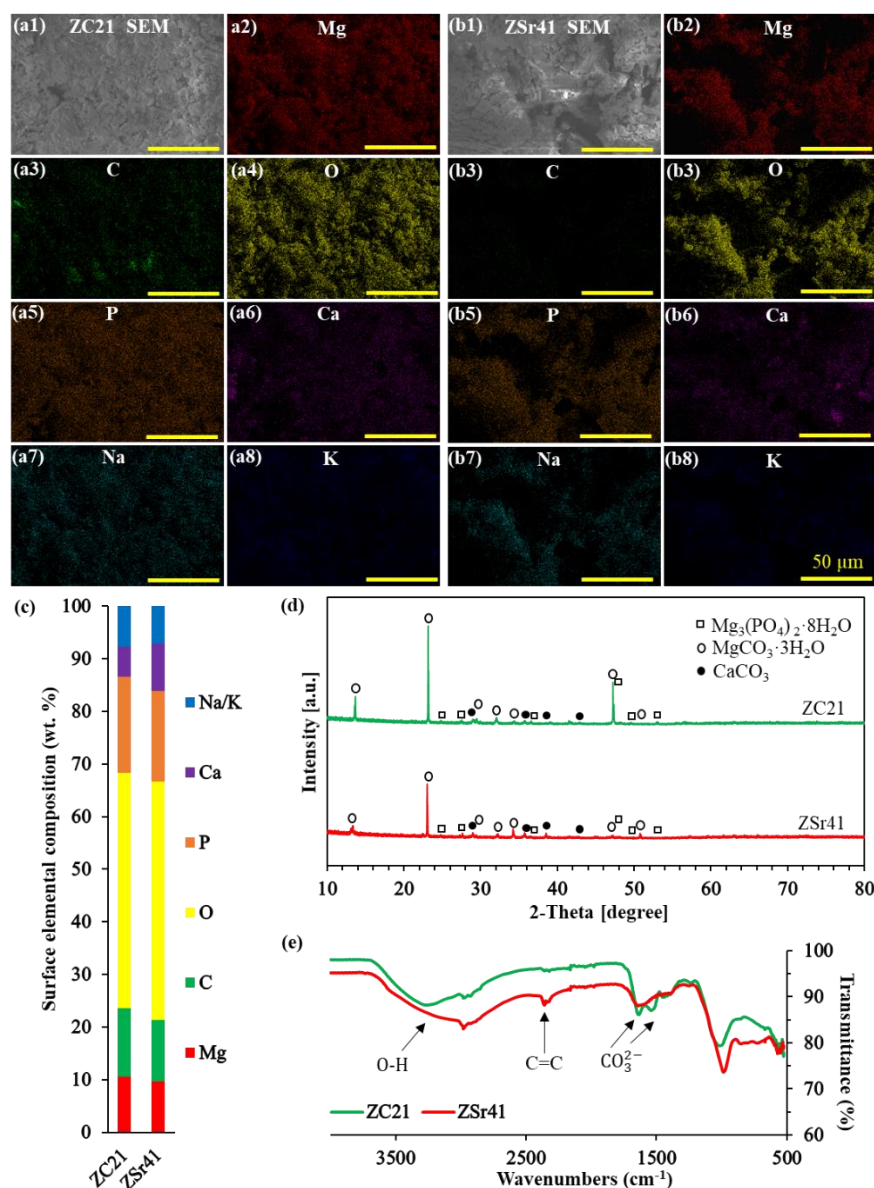 (a1) ZC21 SEM
a2) Mg
(b1) ZSr41 SEM
(b2) Mg
(a3) C
(a4) O
(b3) C
(b3) O
(a5) P
(a6) Ca
(b5) P
(b6) Ca
(a7) Na
(a8) K
(b7) Na
(b8) K
50 μm
(c)
Surface elemental composition (wt. %)
100
90
80
70
60
50
40
30
20
10
0
ZC21
ZSr41
Na/K
Ca
P
O
C
Mg
(d)
Intensity [a.u.]
Mg₃(PO₄)₂·8H₂O
MgCO₃·3H₂O
CaCO₃
ZC21
ZSr41
10 20 30 40 50 60 70 80
2-Theta [degree]
(e)
O-H
C=C
CO₃²⁻
ZC21
ZSr41
100
90
80
70
60
Transmittance (%)
3500 2500 1500 500
Wavenumbers (cm⁻¹)